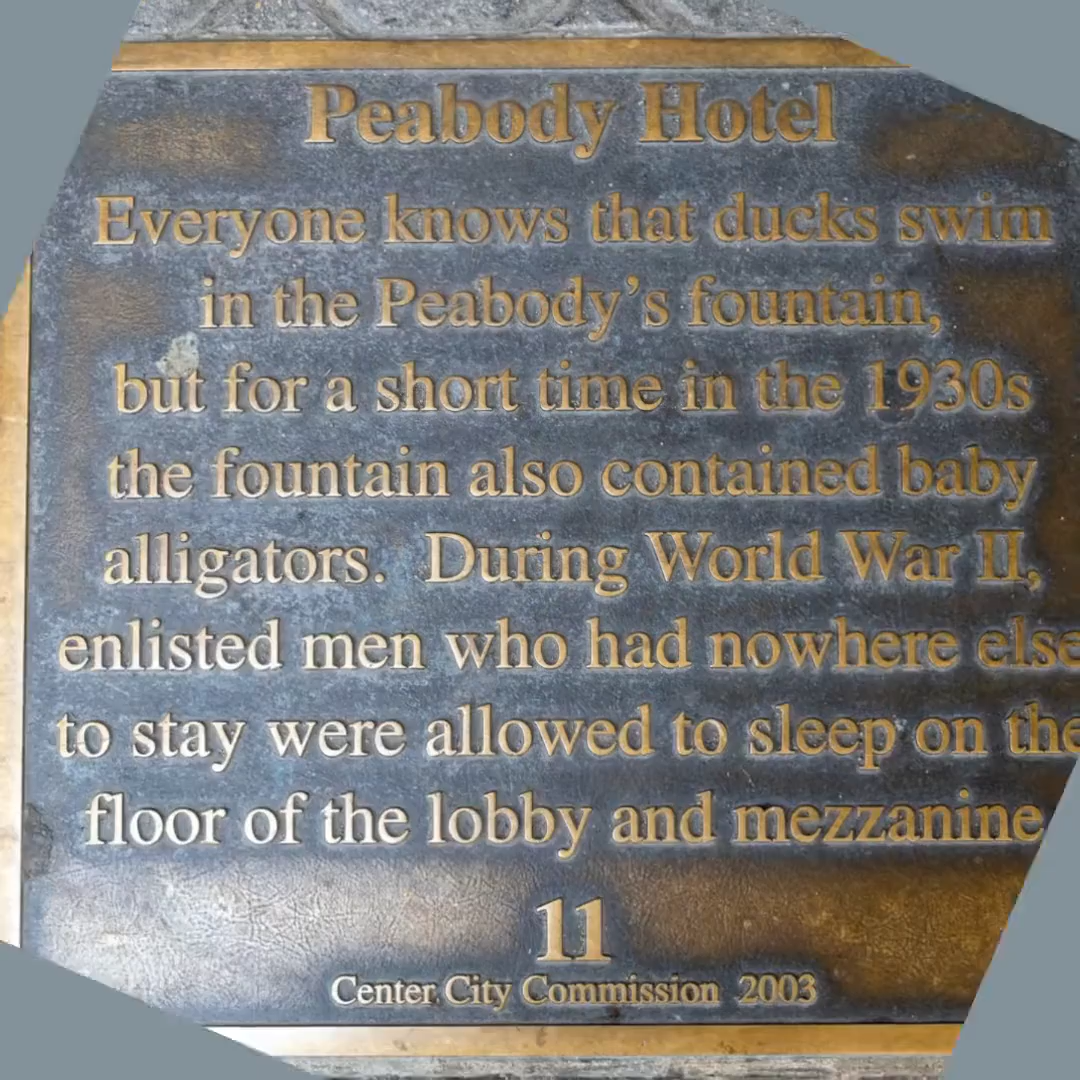 Peabody Hotel
Everyone knows that ducks swim
in the Peabody's fountain,
but for a short time in the 1930s
the fountain also contained baby
alligators. During World War II,
enlisted men who had nowhere else
to stay were allowed to sleep on the
floor of the lobby and mezzanine
11
Center City Commission 2003